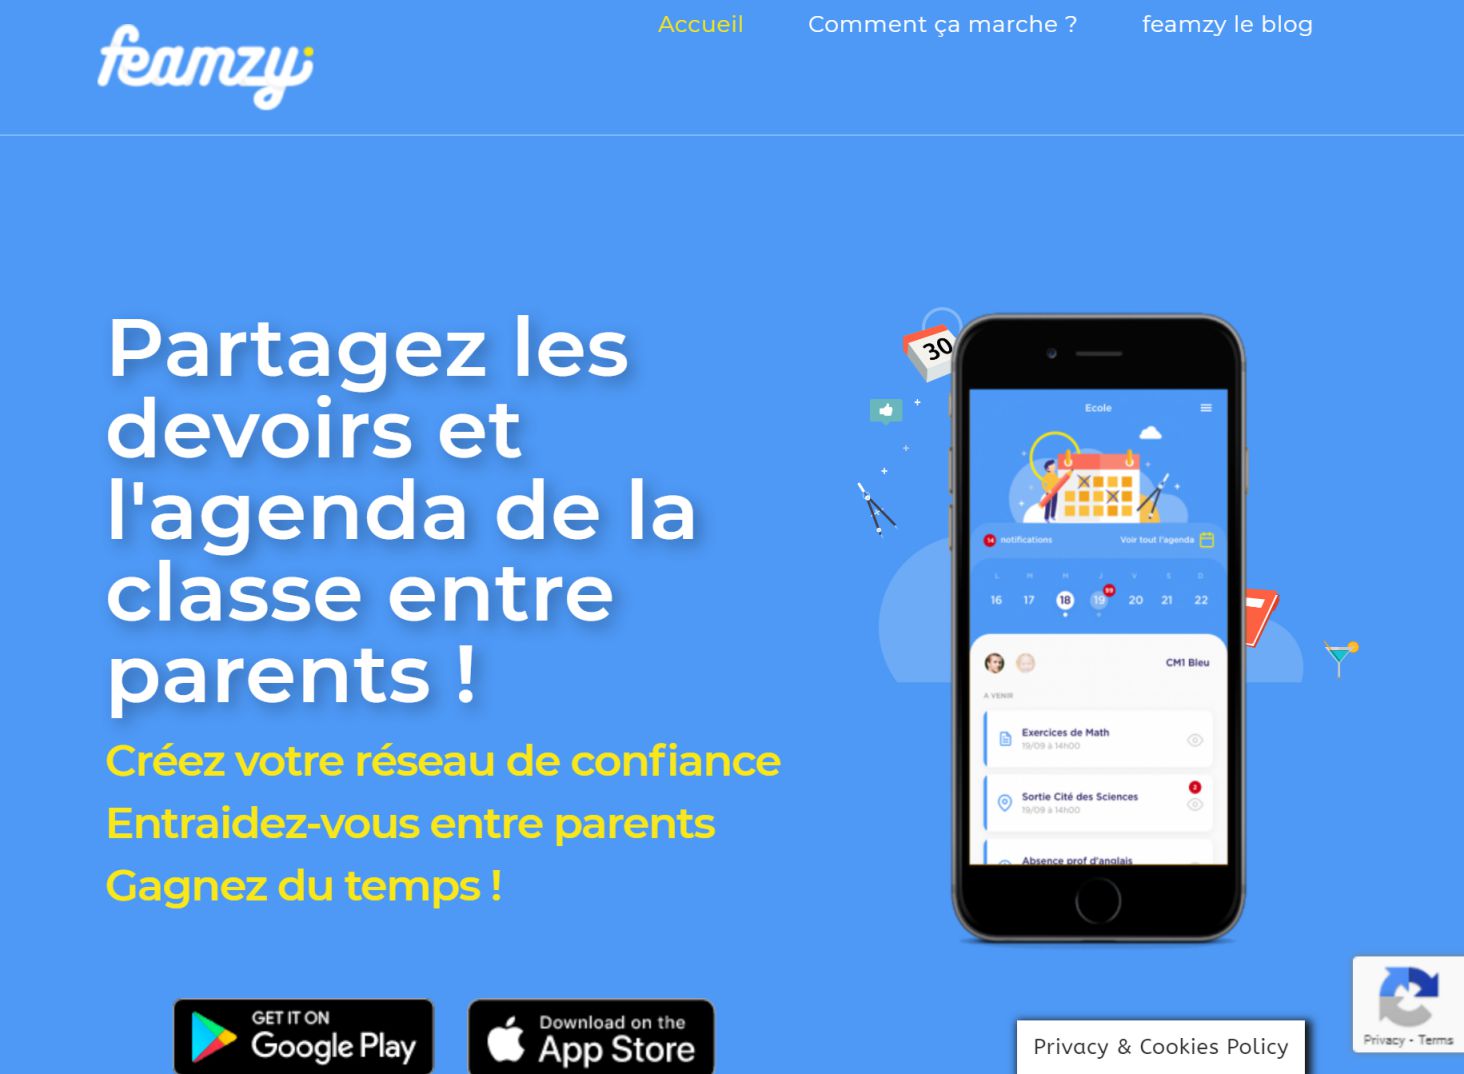 feamzy
Accueil
Comment ça marche ?
feamzy le blog
Partagez les
devoirs et
l'agenda de la
classe entre
parents !
Créez votre réseau de confiance
Entraidez-vous entre parents
Gagnez du temps !
GET IT ON
Google Play
Download on the
App Store
30
Ecole
14 notifications
Voir tout l'agenda
L M M J V S D
99
16 17 18 19 20 21 22
CM1 Bleu
A VENIR
Exercices de Math
19/09 à 14h00
2
Sortie Cité des Sciences
19/09 à 14h00
Absence prof d'anglais
Privacy & Cookies Policy
Privacy - Terms